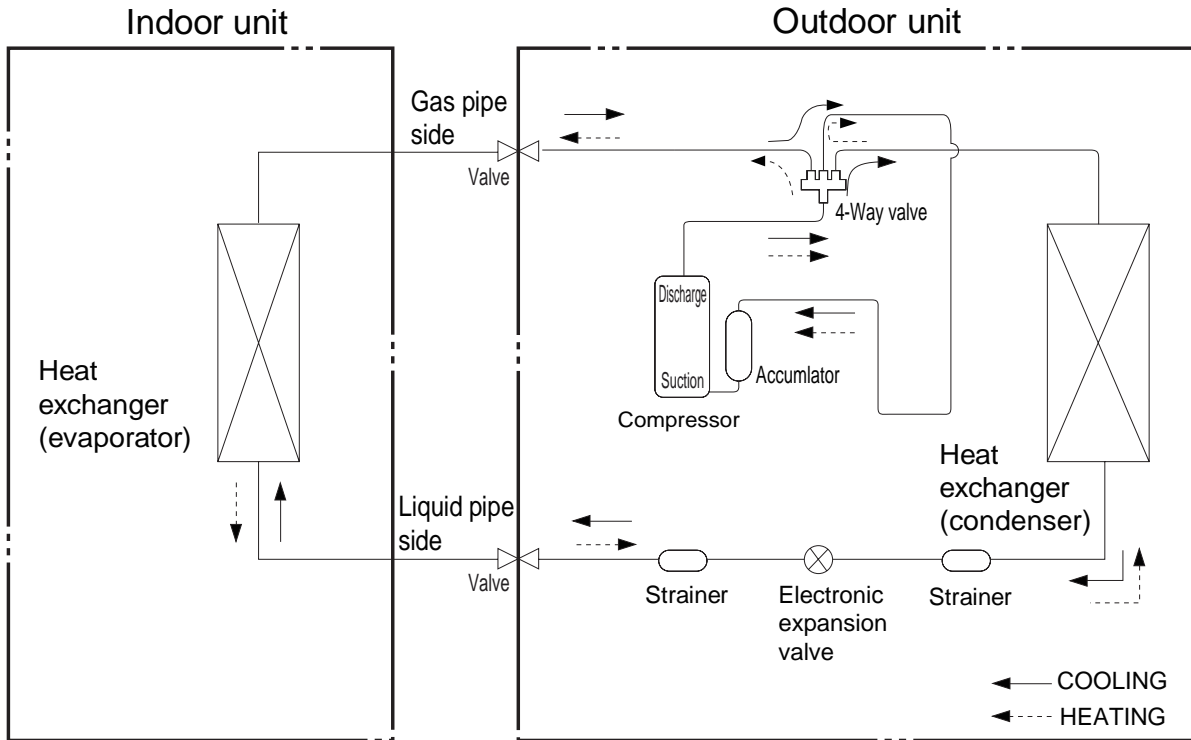 Indoor unit
Outdoor unit
Gas pipe
side
Valve
4-Way valve
Discharge
Suction
Accumlator
Compressor
Heat
exchanger
(evaporator)
Heat
exchanger
(condenser)
Liquid pipe
side
Valve
Strainer
Electronic
expansion
valve
Strainer
COOLING
HEATING